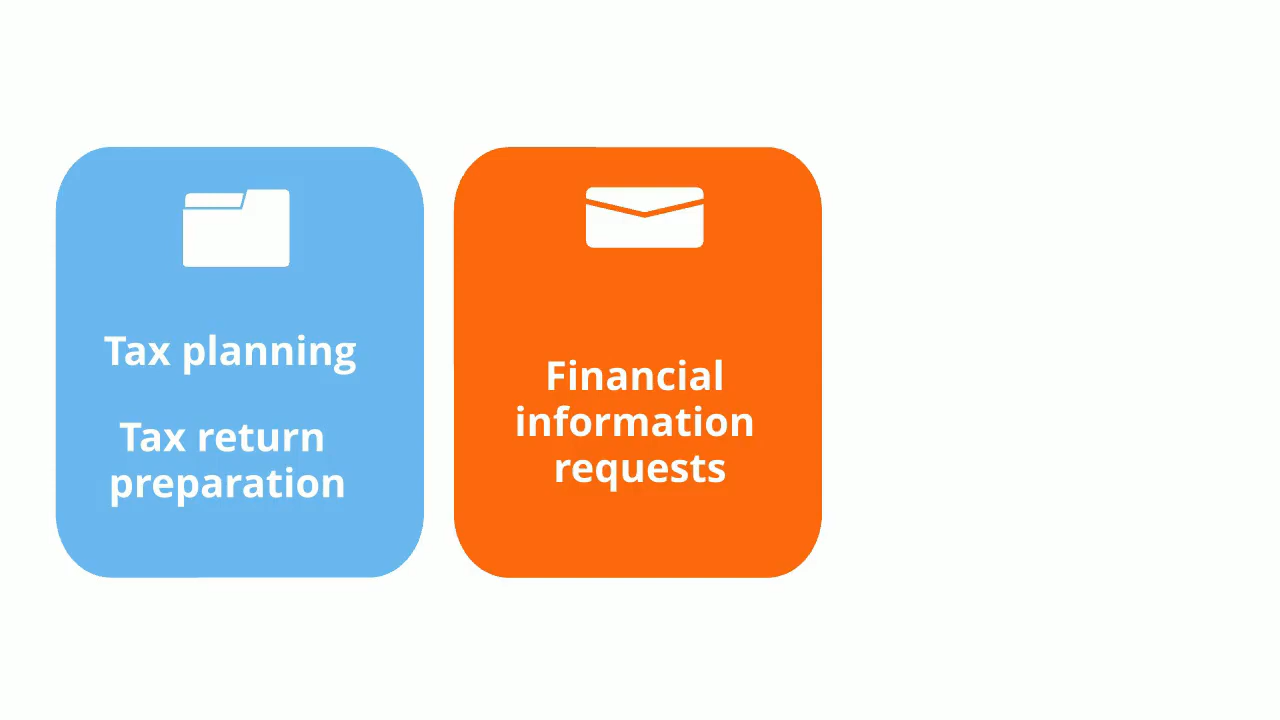 Tax planning
Tax return
preparation
Financial
information
requests